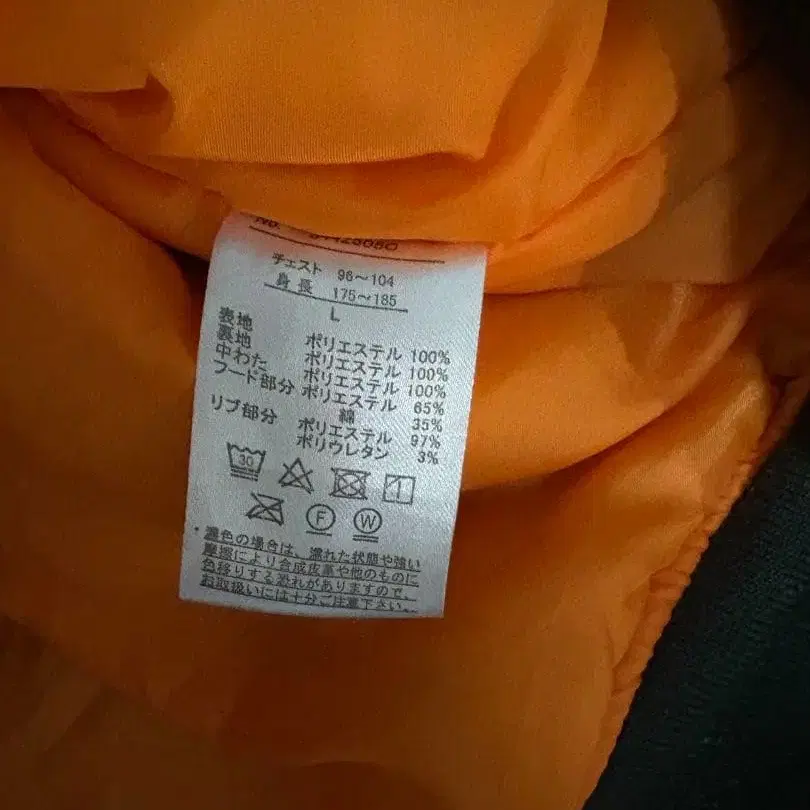 No.
チェスト 96～104
身長 175～185
L
表地 ポリエステル 100%
裏地 ポリエステル 100%
中わた ポリエステル 100%
フード部分 ポリエステル 65%
綿 35%
リブ部分 ポリエステル 97%
ポリウレタン 3%
30
F W
・濃色の場合は、濡れた状態や強い
摩擦により合成皮革や他のものに
色移りする恐れがありますので、
お取扱いには十分ご注意下さい。